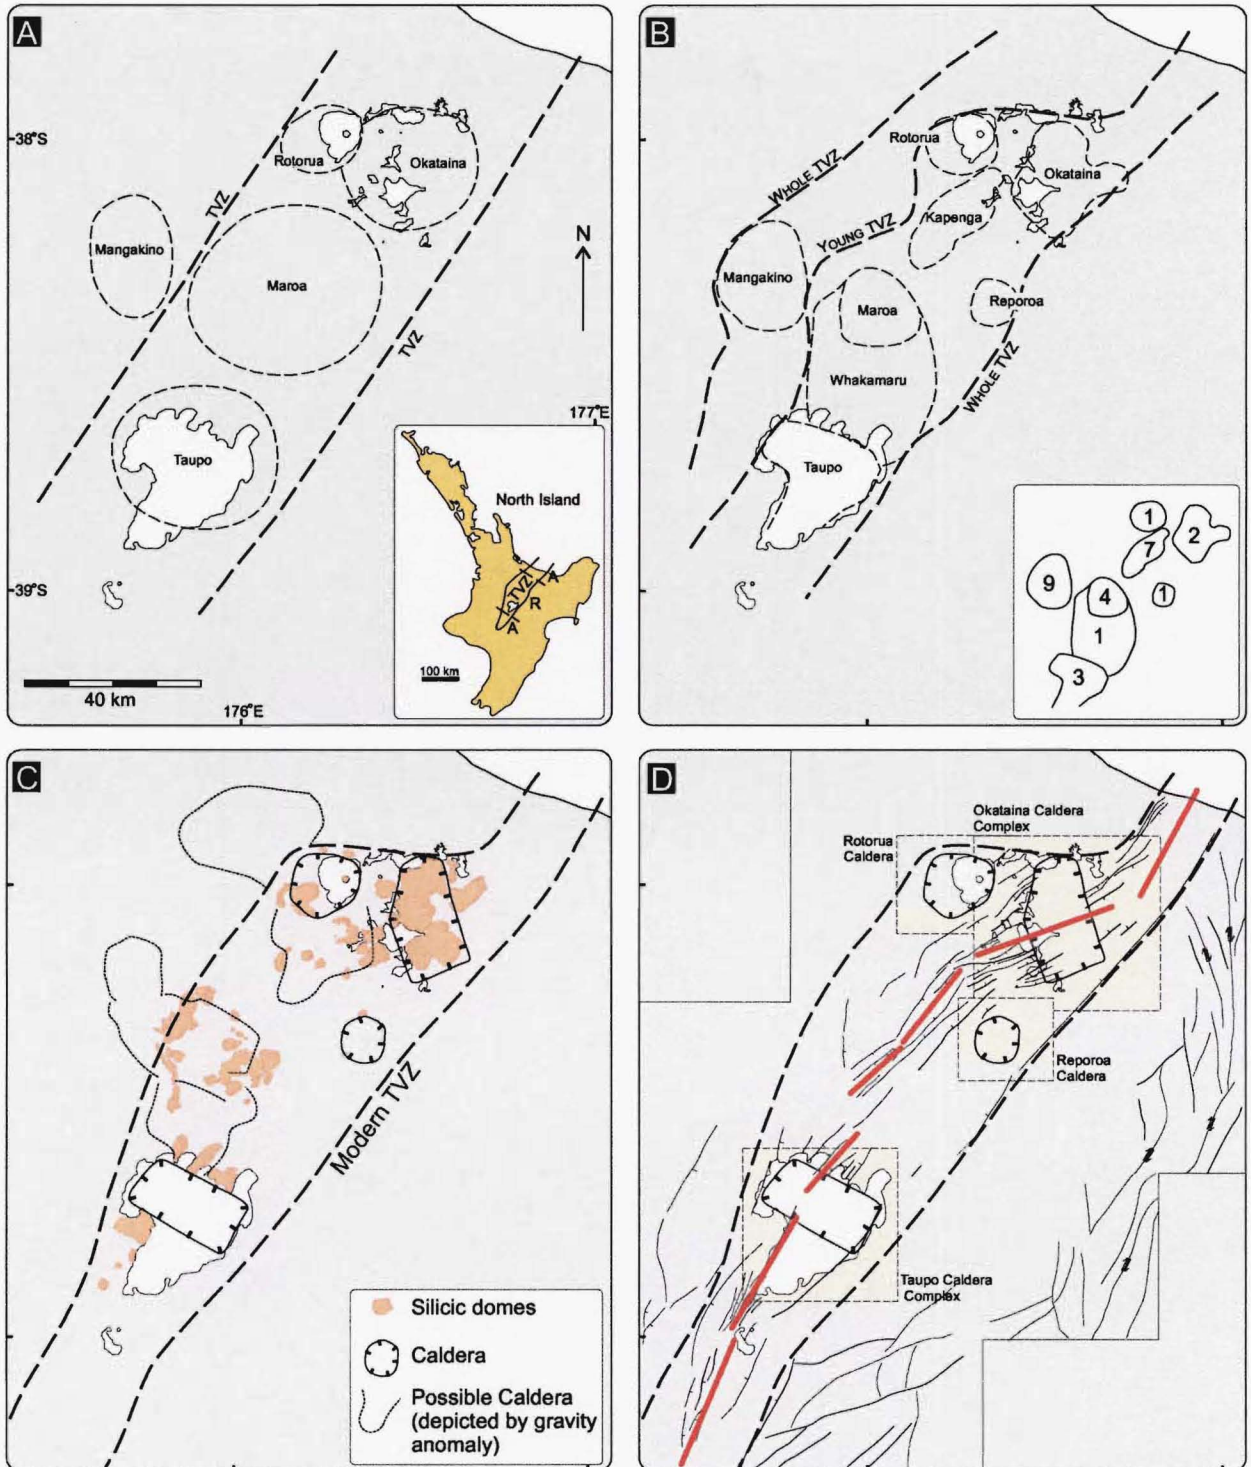 A
TVZ
38°S
Rotorua
Okataina
Mangakino
TVZ
N
Maroa
TVZ
177°E
Taupo
North Island
TVZ
A
R
A
39°S
100 km
40 km
176°E
B
Rotorua
WHOLE TVZ
Okataina
Kapenga
YOUNG TVZ
Mangakino
Reporoa
Maroa
Whakamaru
WHOLE TVZ
Taupo
1
2
7
9
4
1
1
3
C
Modern TVZ
Silicic domes
Caldera
Possible Caldera
(depicted by gravity
anomaly)
D
Okataina Caldera
Complex
Rotorua
Caldera
Reporoa
Caldera
Taupo Caldera
Complex